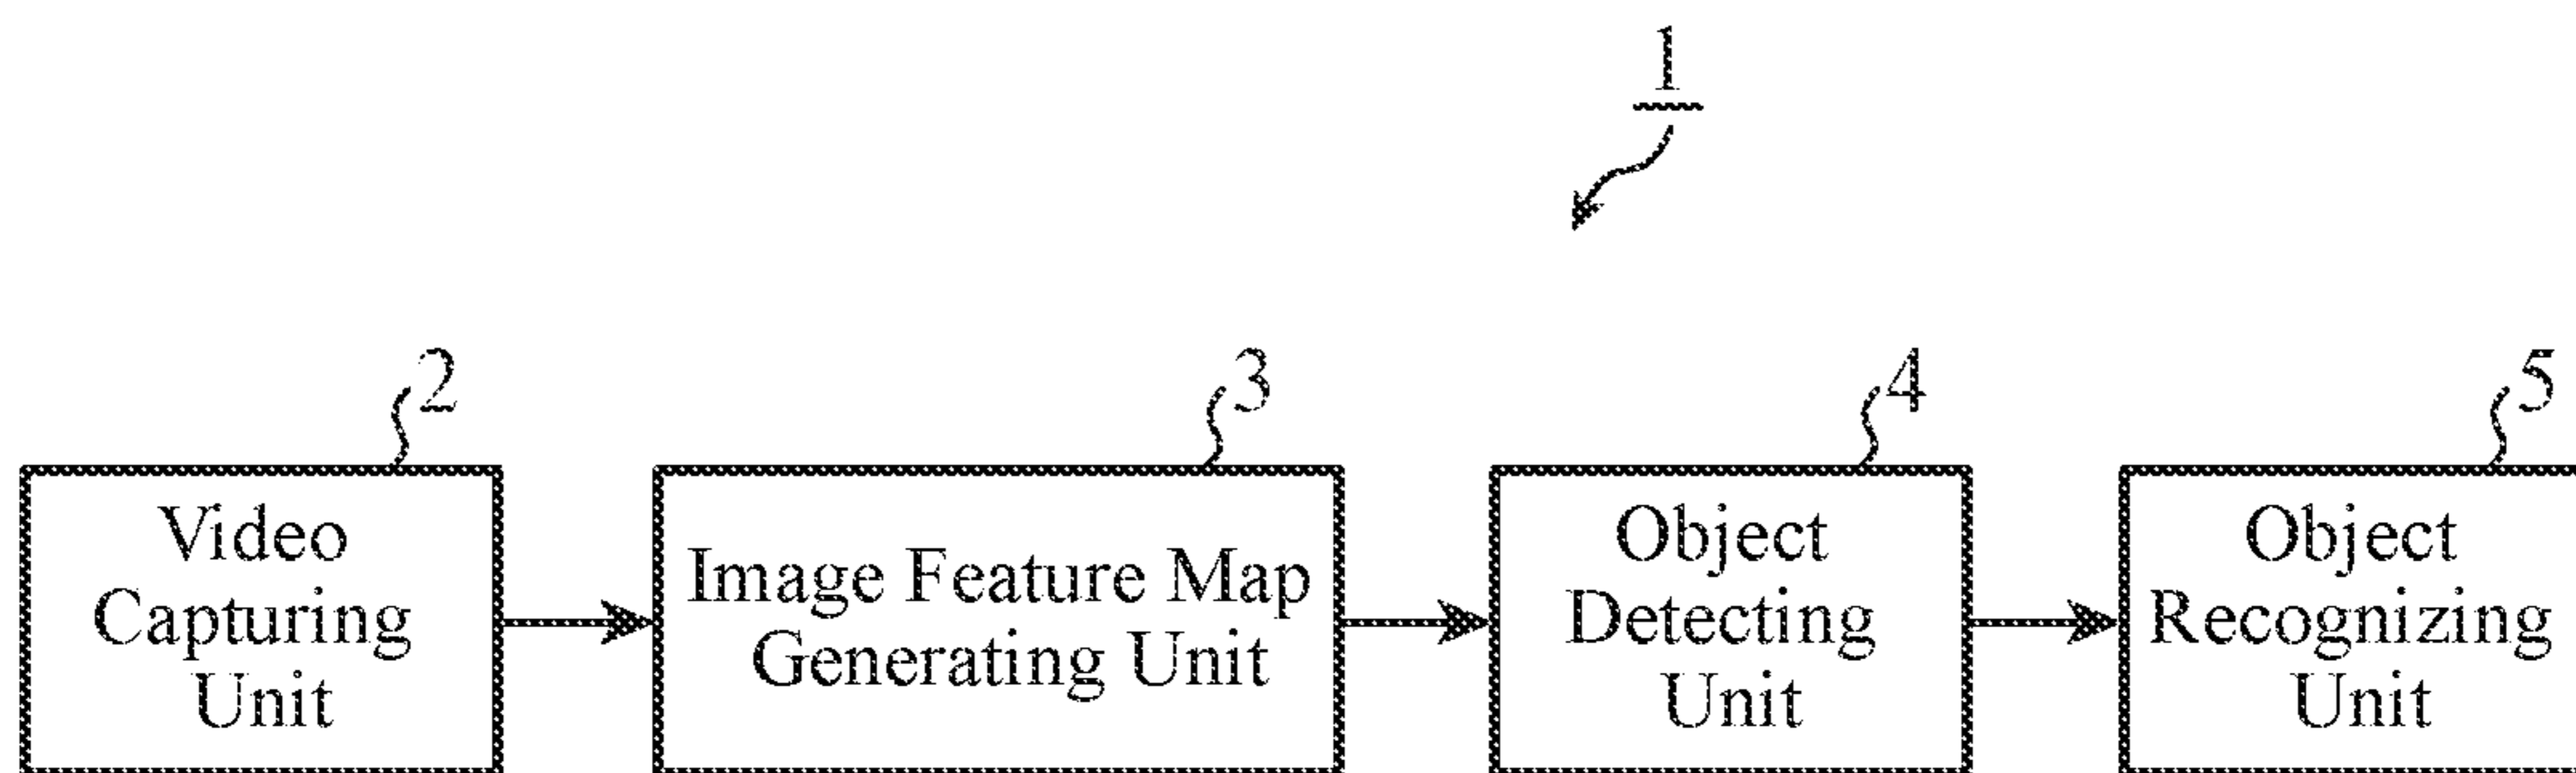 1
2
3
4
5
Video
Capturing
Unit
Image Feature Map
Generating Unit
Object
Detecting
Unit
Object
Recognizing
Unit